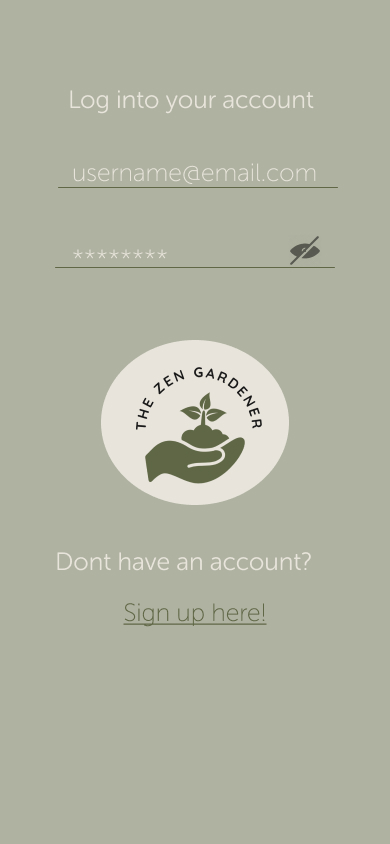 Log into your account
username@email.com
********
THE ZEN GARDENER
Dont have an account?
Sign up here!